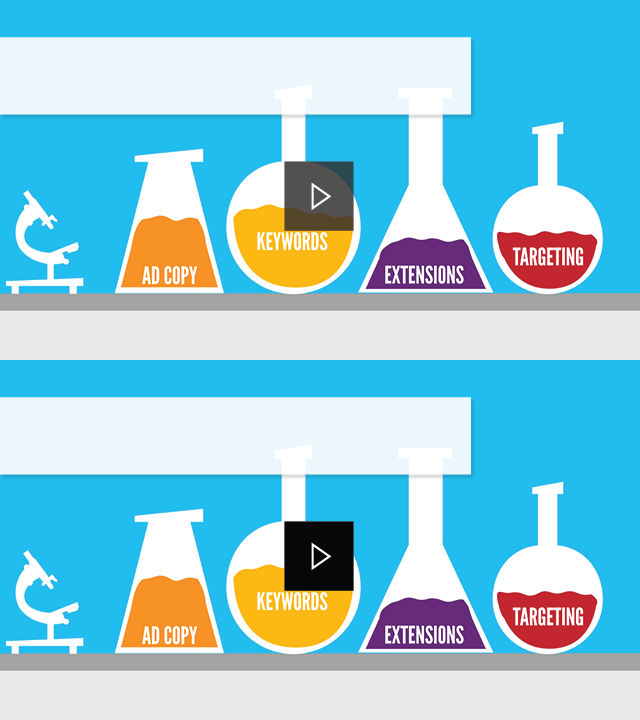 AD COPY
KEYWORDS
EXTENSIONS
TARGETING
AD COPY
KEYWORDS
EXTENSIONS
TARGETING